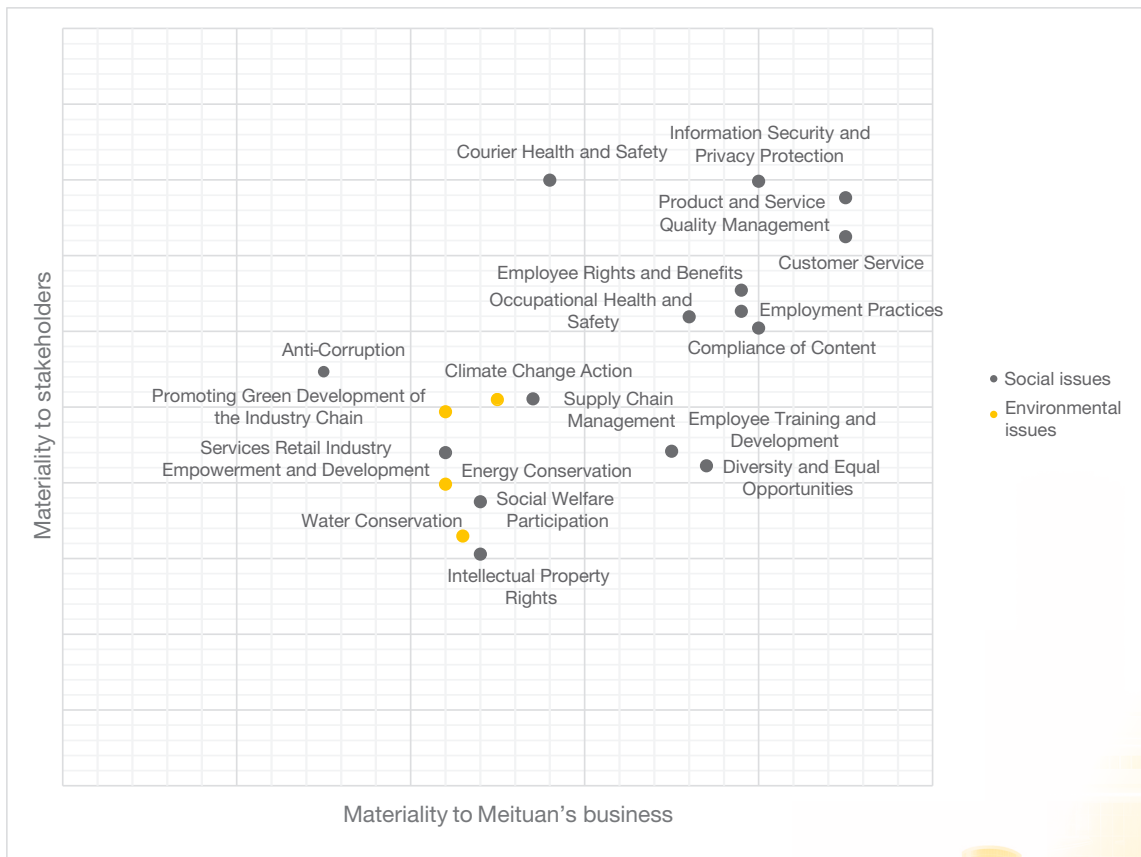 Information Security and
Privacy Protection
Courier Health and Safety
Product and Service
Quality Management
Customer Service
Employee Rights and Benefits
Occupational Health and
Safety
Employment Practices
Compliance of Content
Anti-Corruption
Climate Change Action
Promoting Green Development of
the Industry Chain
Supply Chain
Management
Employee Training and
Development
Services Retail Industry
Empowerment and Development
Energy Conservation
Diversity and Equal
Opportunities
Social Welfare
Participation
Water Conservation
Intellectual Property
Rights
Materiality to stakeholders
Materiality to Meituan's business
Social issues
Environmental
issues